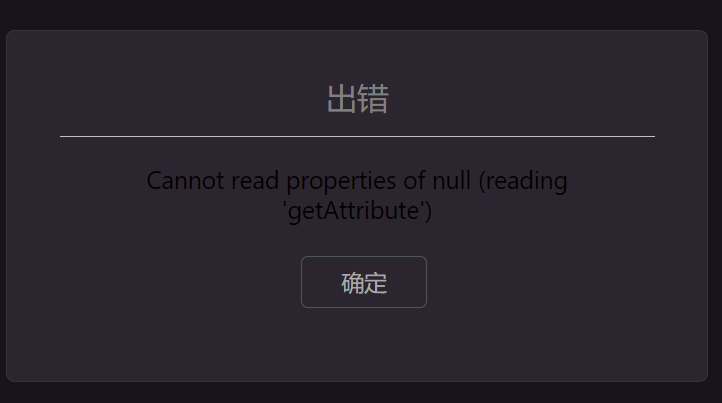 出错
Cannot read properties of null (reading
'getAttribute')
确定